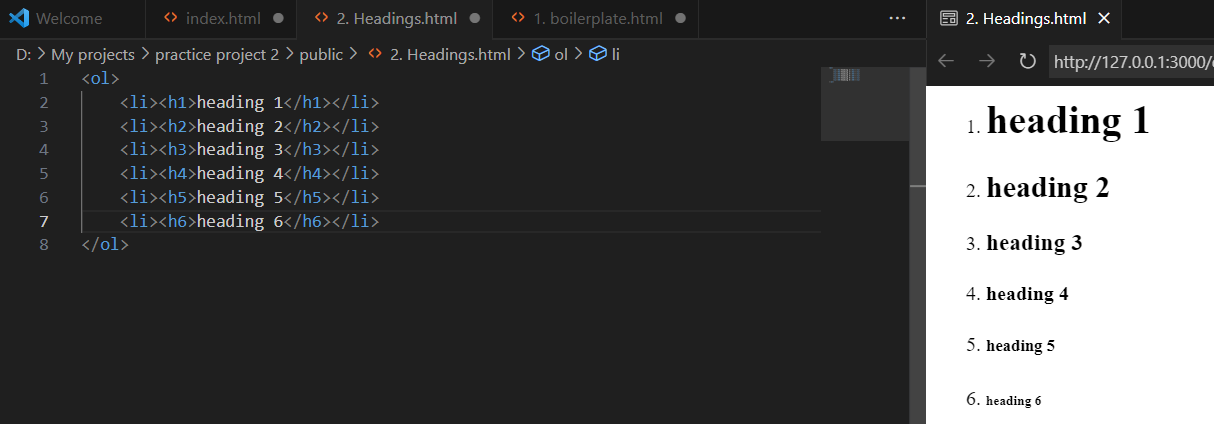 Welcome index.html 2. Headings.html 1. boilerplate.html ··· 2. Headings.html
D: > My projects > practice project 2 > public > 2. Headings.html > ol > li
http://127.0.0.1:3000/
1 <ol>
2 <li><h1>heading 1</h1></li>
3 <li><h2>heading 2</h2></li>
4 <li><h3>heading 3</h3></li>
5 <li><h4>heading 4</h4></li>
6 <li><h5>heading 5</h5></li>
7 <li><h6>heading 6</h6></li>
8 </ol>
1. heading 1
2. heading 2
3. heading 3
4. heading 4
5. heading 5
6. heading 6